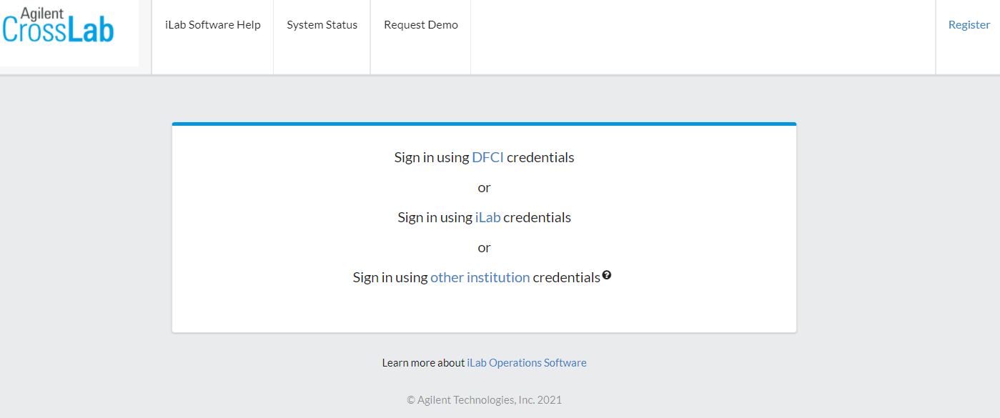 Agilent
CrossLab
iLab Software Help
System Status
Request Demo
Register
Sign in using DFCI credentials
or
Sign in using iLab credentials
or
Sign in using other institution credentials?
Learn more about iLab Operations Software
© Agilent Technologies, Inc. 2021